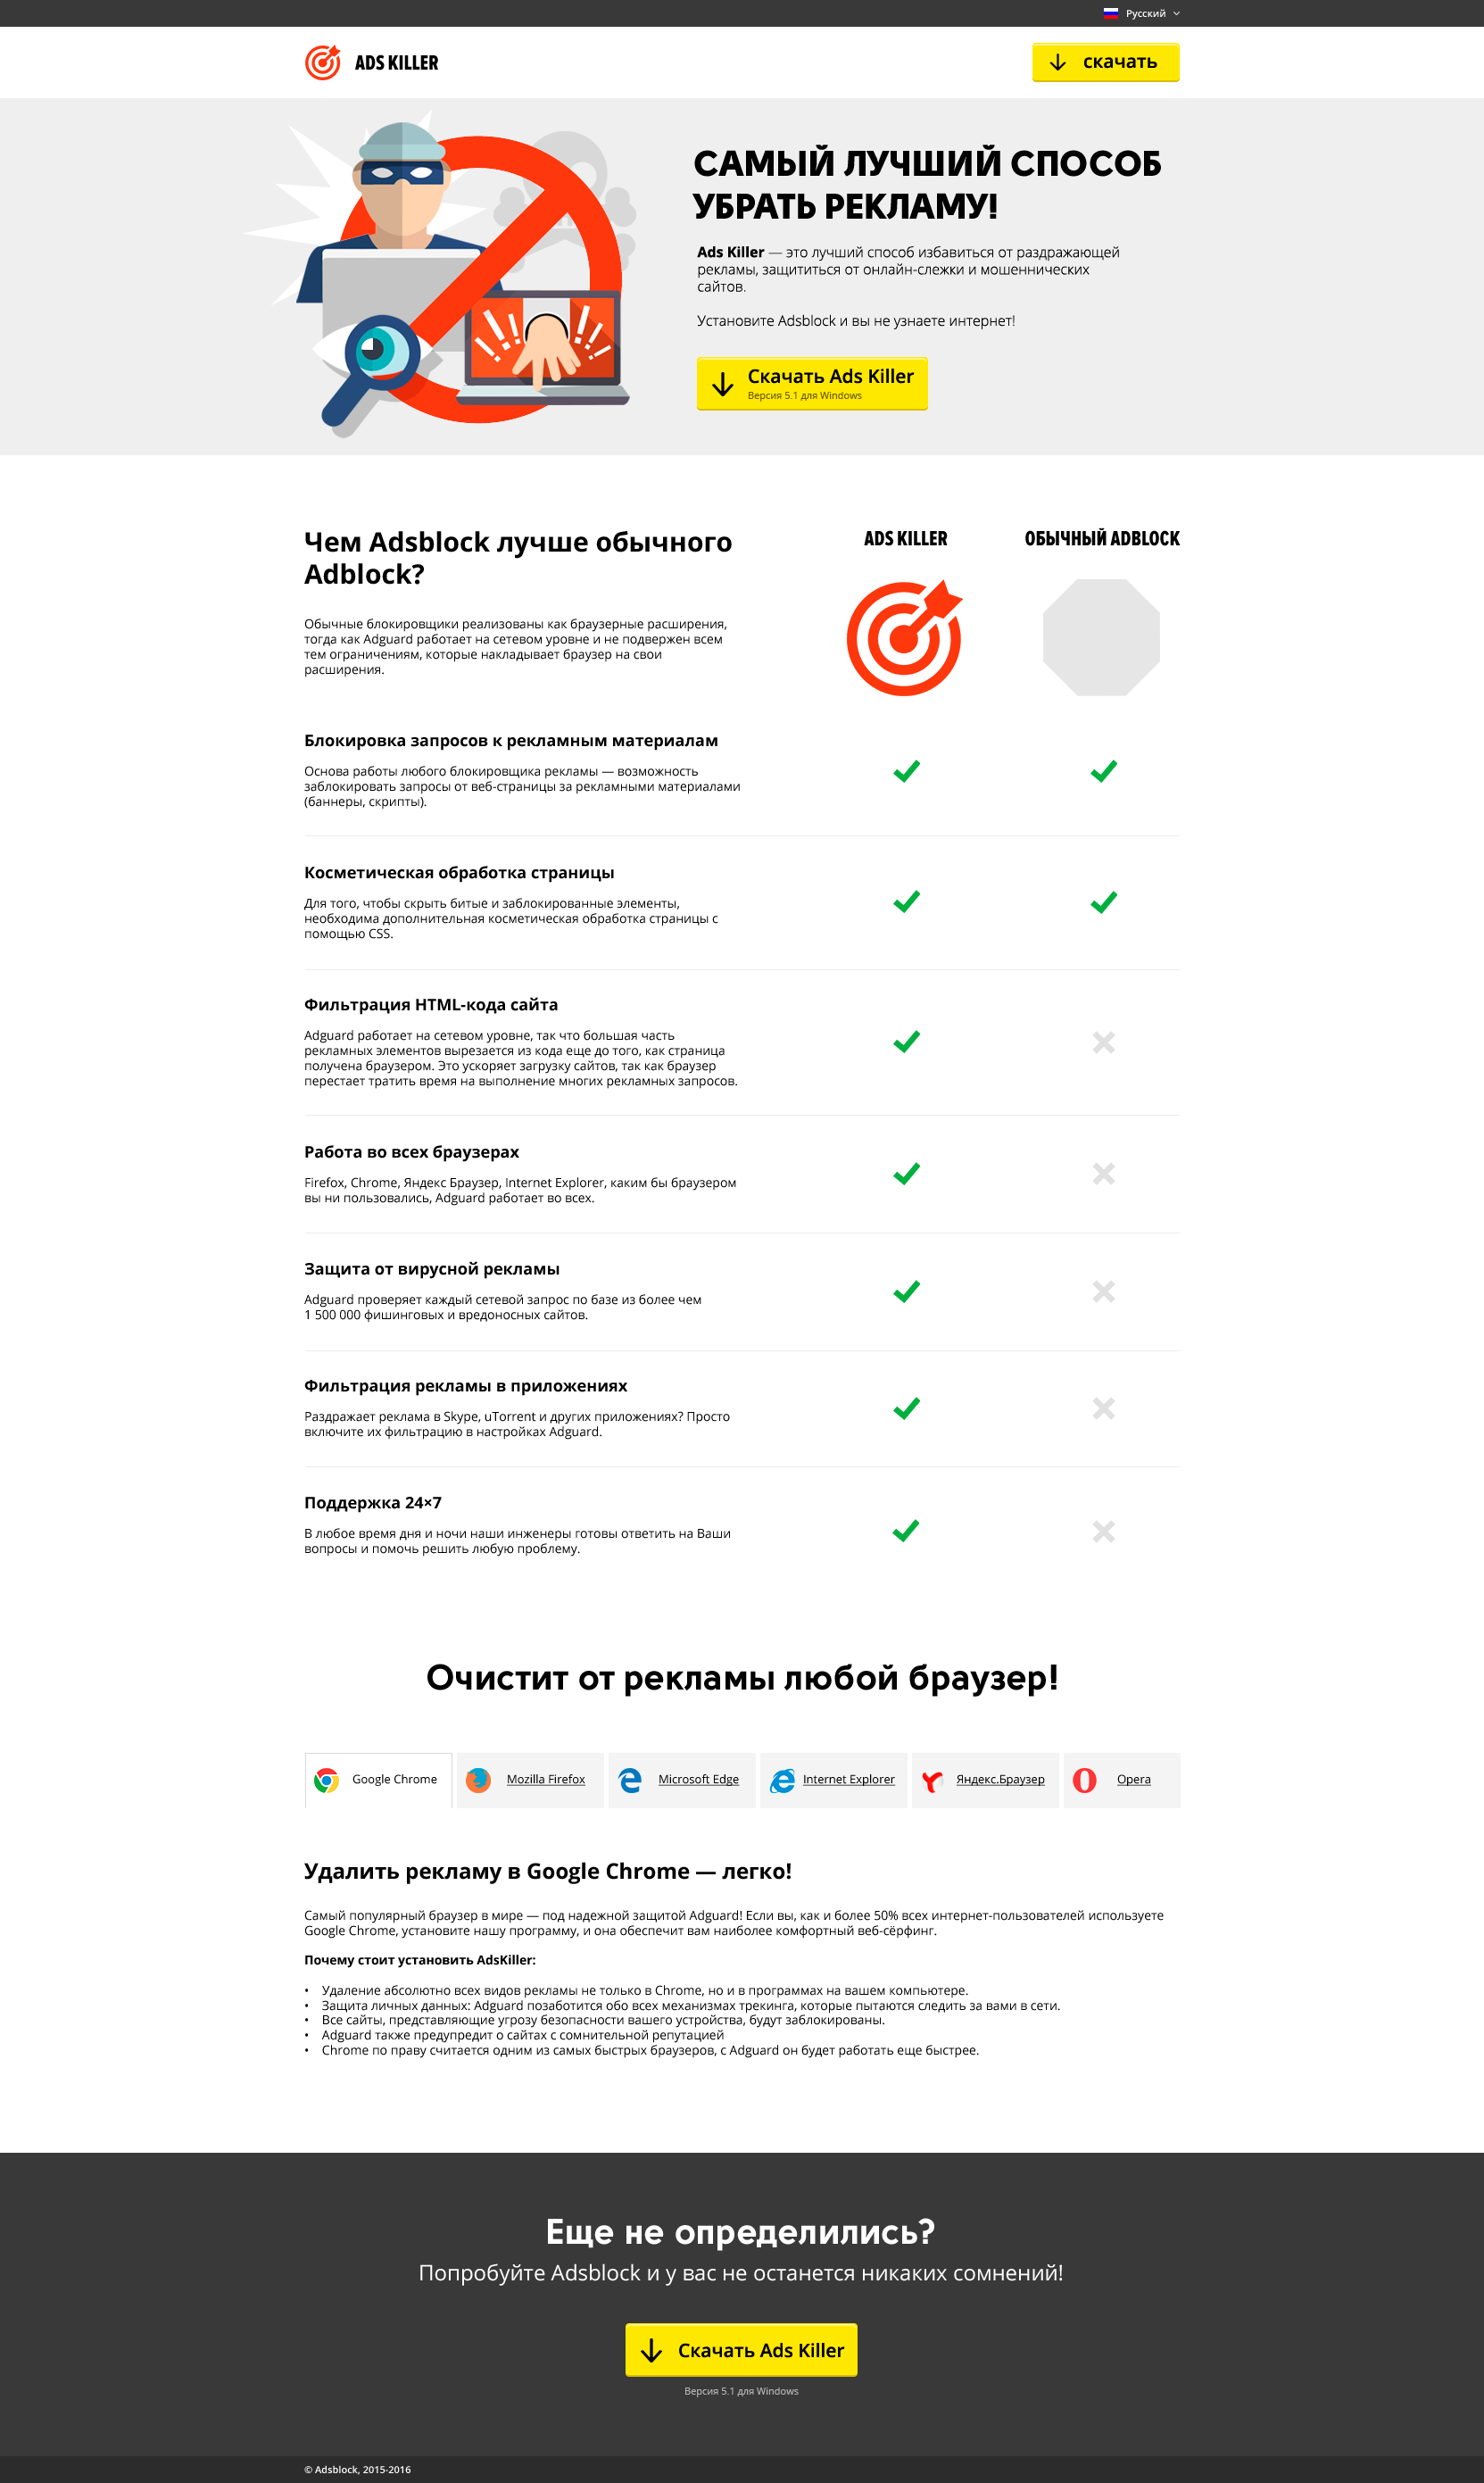 Русский
ADS KILLER
скачать
САМЫЙ ЛУЧШИЙ СПОСОБ
УБРАТЬ РЕКЛАМУ!
Ads Killer — это лучший способ избавиться от раздражающей
рекламы, защититься от онлайн-слежки и мошеннических
сайтов.
Установите Adsblock и вы не узнаете интернет!
Скачать Ads Killer
Версия 5.1 для Windows
Чем Adsblock лучше обычного
Adblock?
ADS KILLER
ОБЫЧНЫЙ ADBLOCK
Обычные блокировщики реализованы как браузерные расширения,
тогда как Adguard работает на сетевом уровне и не подвержен всем
тем ограничениям, которые накладывает браузер на свои
расширения.
Блокировка запросов к рекламным материалам
Основа работы любого блокировщика рекламы — возможность
заблокировать запросы от веб-страницы за рекламными материалами
(баннеры, скрипты).
Косметическая обработка страницы
Для того, чтобы скрыть битые и заблокированные элементы,
необходима дополнительная косметическая обработка страницы с
помощью CSS.
Фильтрация HTML-кода сайта
Adguard работает на сетевом уровне, так что большая часть
рекламных элементов вырезается из кода еще до того, как страница
получена браузером. Это ускоряет загрузку сайтов, так как браузер
перестает тратить время на выполнение многих рекламных запросов.
Работа во всех браузерах
Firefox, Chrome, Яндекс Браузер, Internet Explorer, каким бы браузером
вы ни пользовались, Adguard работает во всех.
Защита от вирусной рекламы
Adguard проверяет каждый сетевой запрос по базе из более чем
1 500 000 фишинговых и вредоносных сайтов.
Фильтрация рекламы в приложениях
Раздражает реклама в Skype, uTorrent и других приложениях? Просто
включите их фильтрацию в настройках Adguard.
Поддержка 24×7
В любое время дня и ночи наши инженеры готовы ответить на Ваши
вопросы и помочь решить любую проблему.
Очистит от рекламы любой браузер!
Google Chrome
Mozilla Firefox
Microsoft Edge
Internet Explorer
Яндекс.Браузер
Opera
Удалить рекламу в Google Chrome — легко!
Самый популярный браузер в мире — под надежной защитой Adguard! Если вы, как и более 50% всех интернет-пользователей используете
Google Chrome, установите нашу программу, и она обеспечит вам наиболее комфортный веб-сёрфинг.
Почему стоит установить AdsKiller:
• Удаление абсолютно всех видов рекламы не только в Chrome, но и в программах на вашем компьютере.
• Защита личных данных: Adguard позаботится обо всех механизмах трекинга, которые пытаются следить за вами в сети.
• Все сайты, представляющие угрозу безопасности вашего устройства, будут заблокированы.
• Adguard также предупредит о сайтах с сомнительной репутацией
• Chrome по праву считается одним из самых быстрых браузеров, с Adguard он будет работать еще быстрее.
Еще не определились?
Попробуйте Adsblock и у вас не останется никаких сомнений!
Скачать Ads Killer
Версия 5.1 для Windows
© Adsblock, 2015-2016